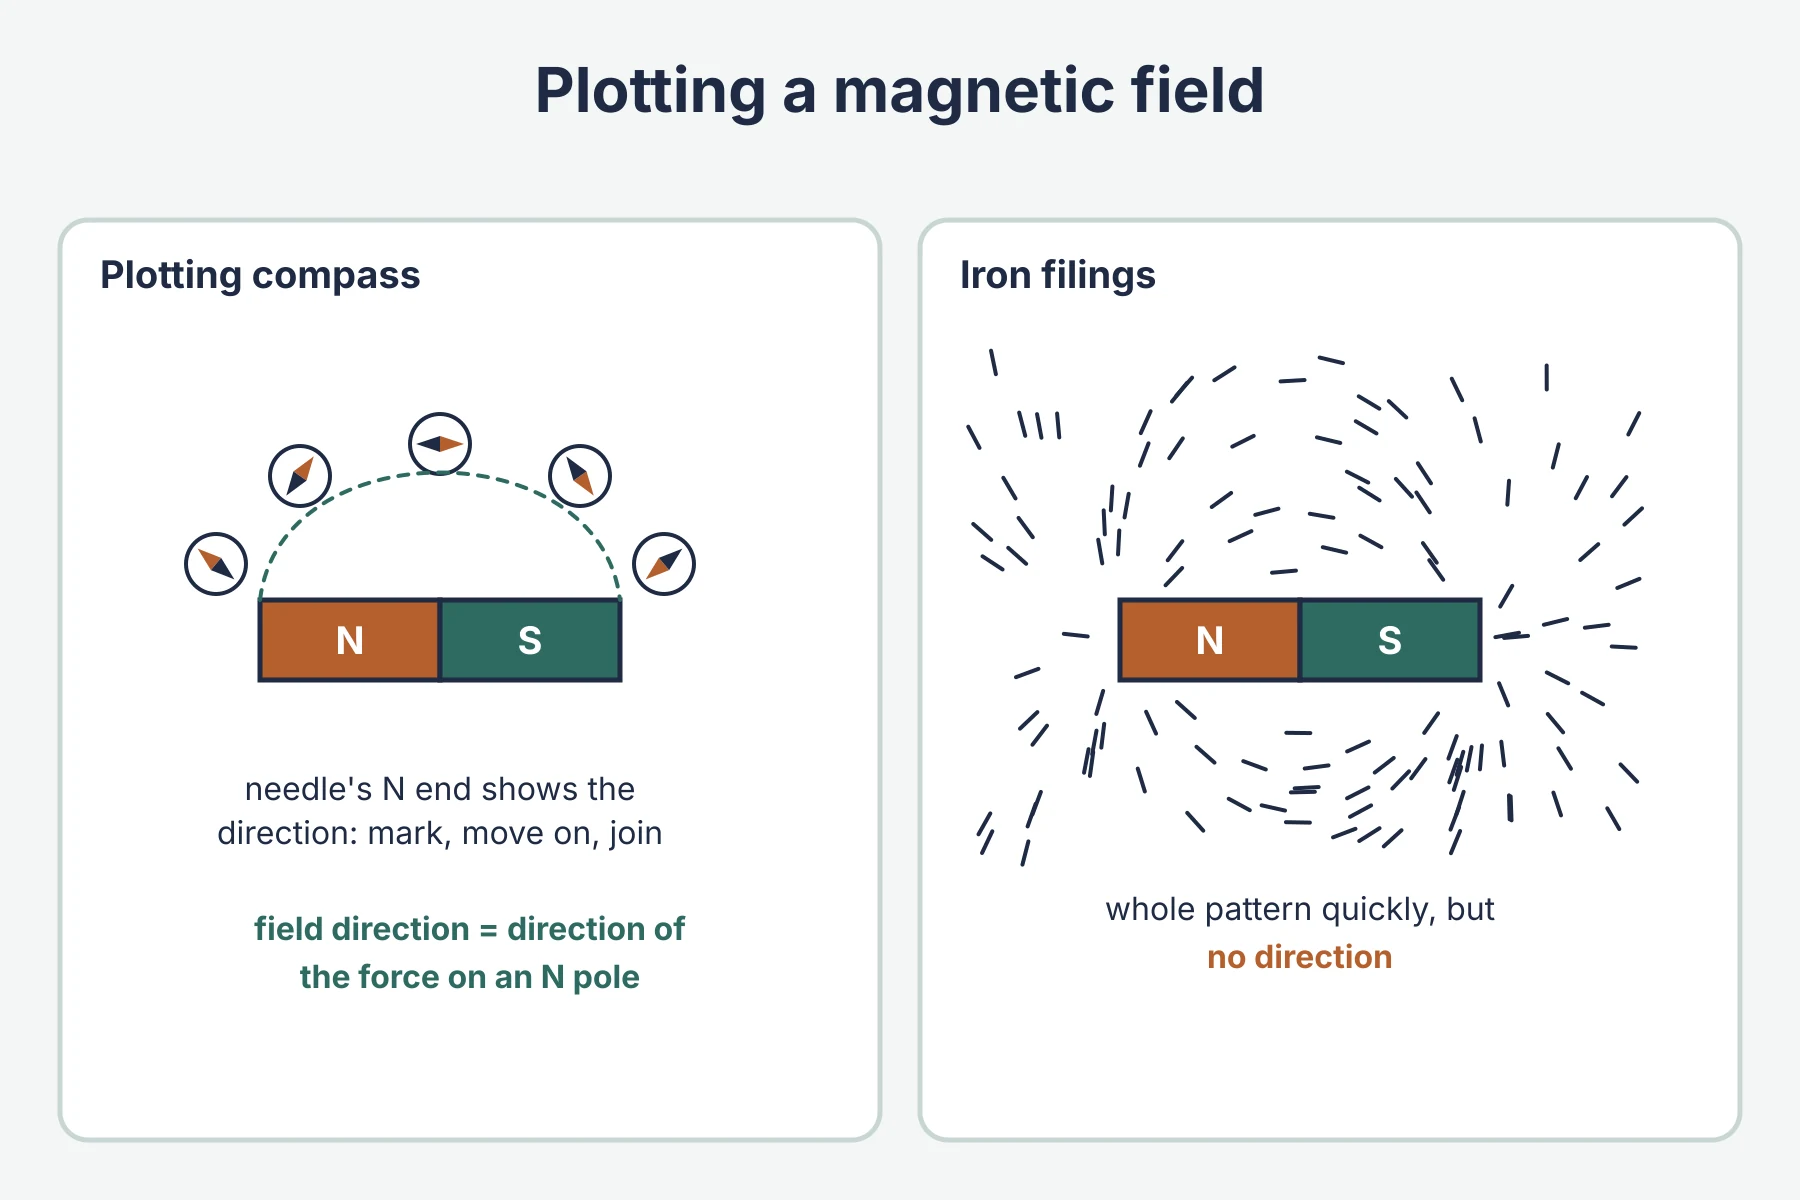 Plotting a magnetic field
Plotting compass
N S
needle's N end shows the
direction: mark, move on, join
field direction = direction of
the force on an N pole
Iron filings
N S
whole pattern quickly, but
no direction